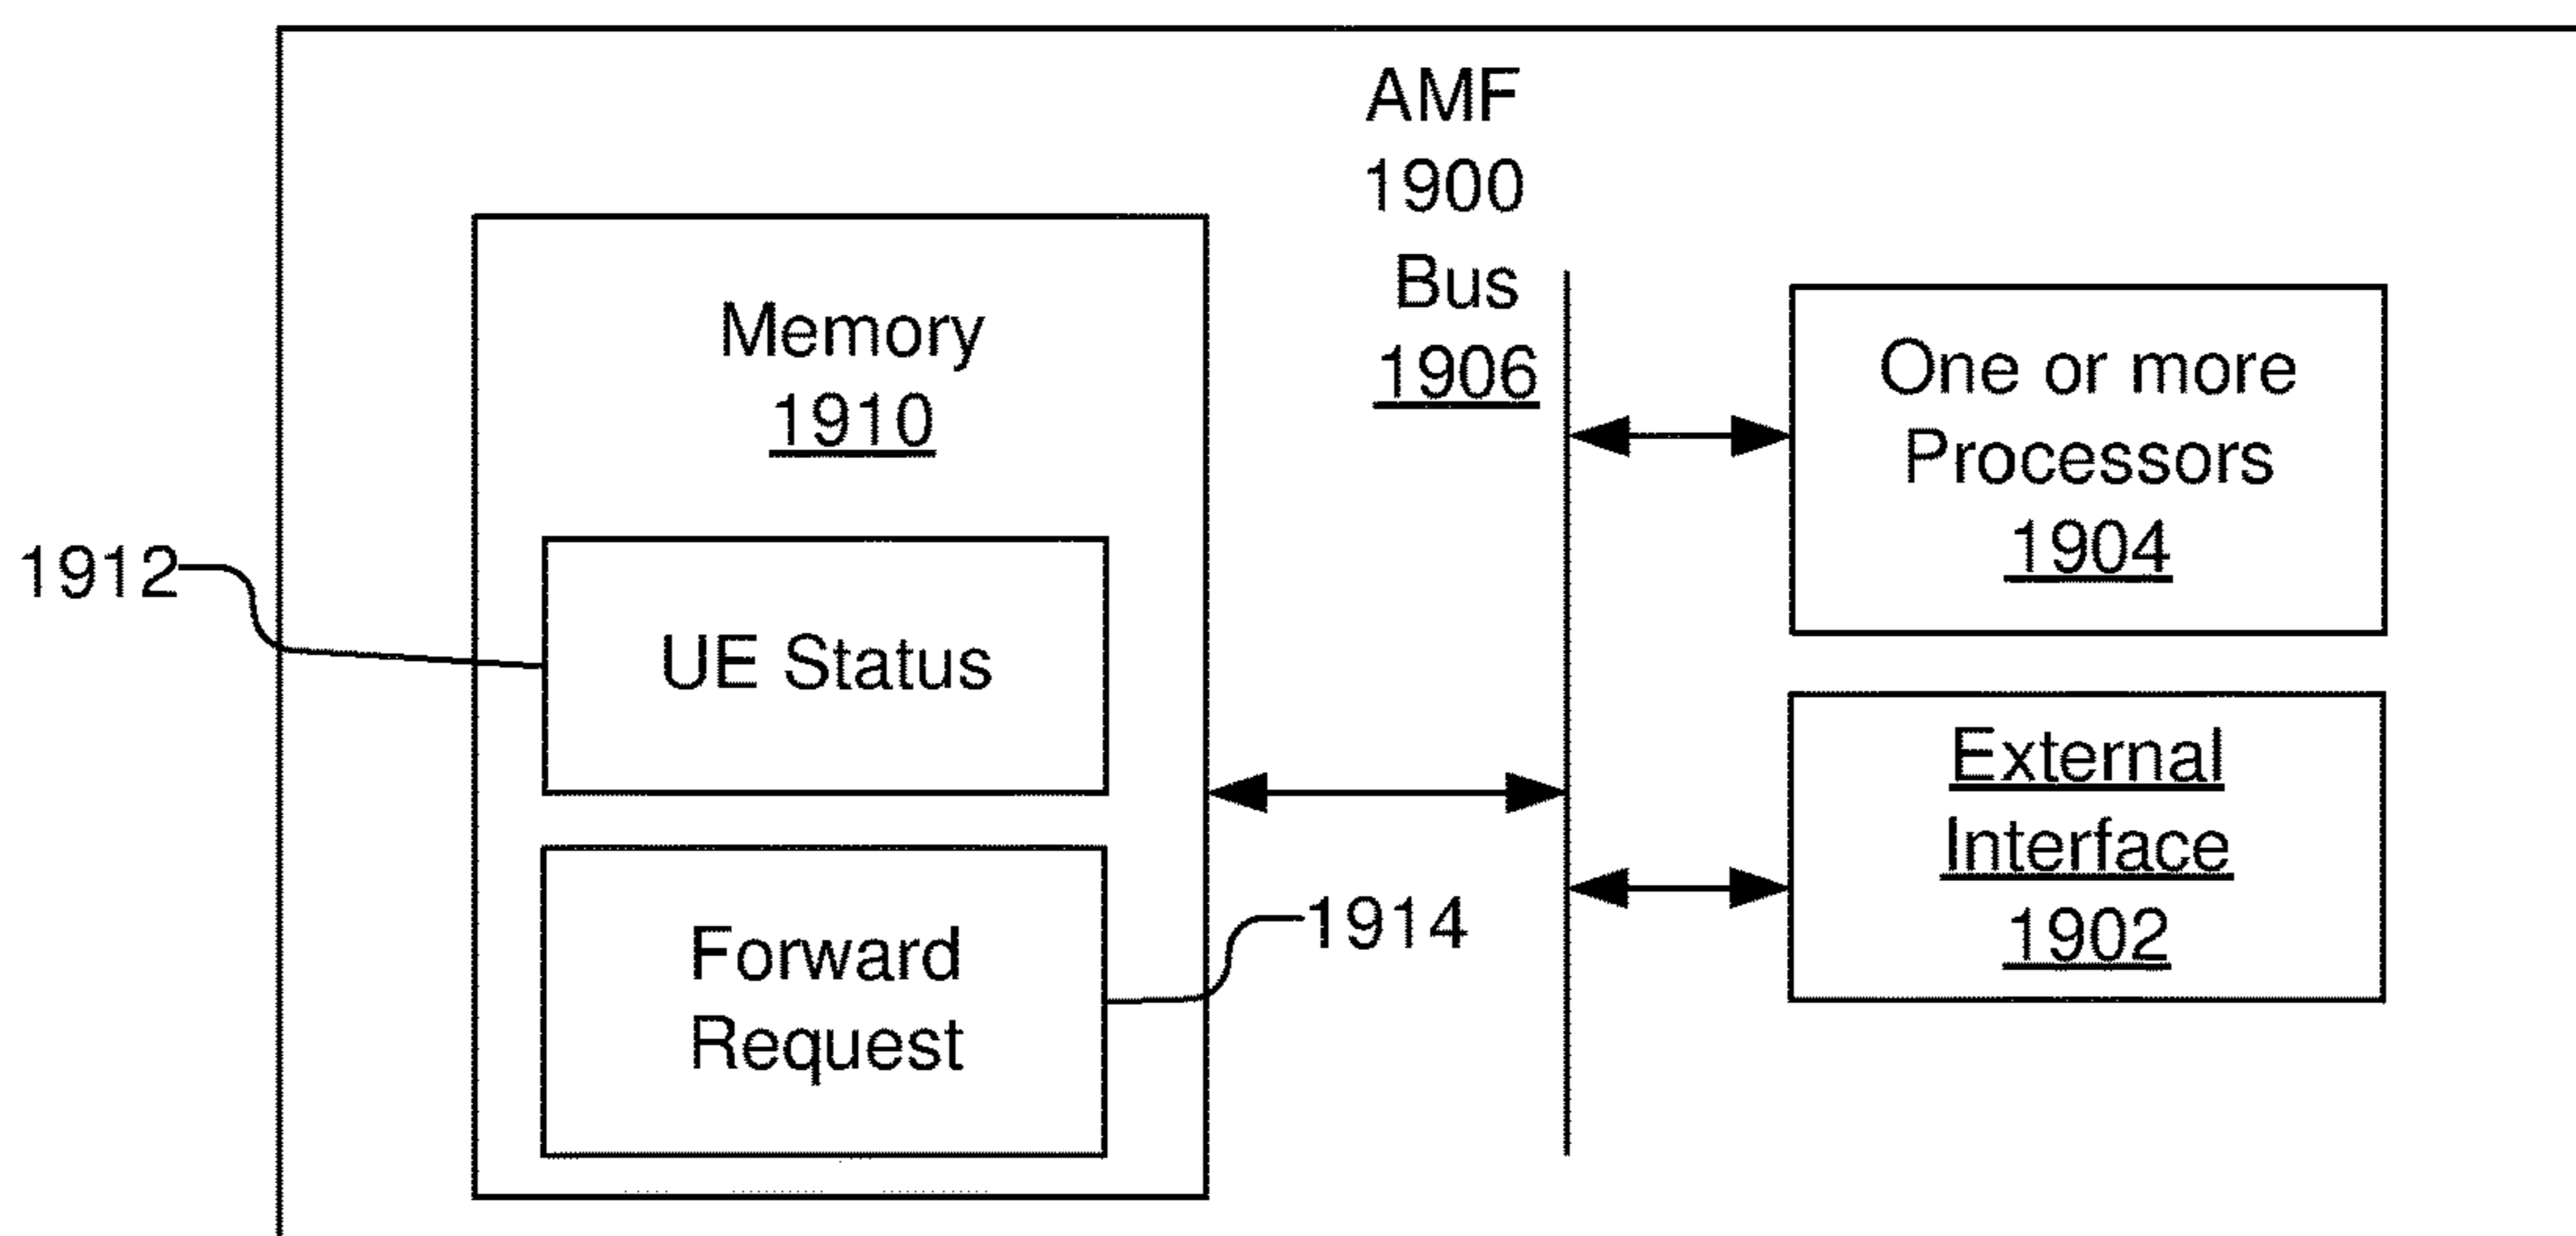 AMF
1900
Bus
1906
Memory
1910
1912
UE Status
Forward
Request
1914
One or more
Processors
1904
External
Interface
1902